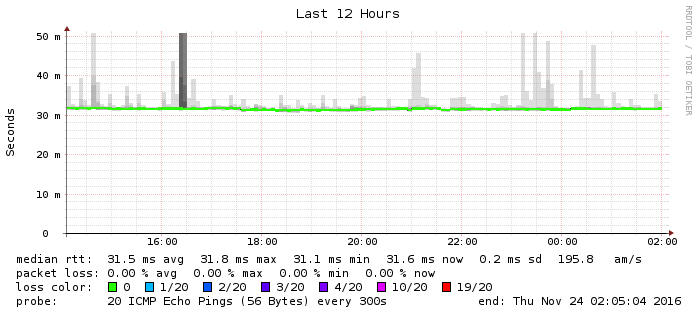 Last 12 Hours
RRDTOOL / TOBI OETIKER
Seconds
50 m
40 m
30 m
20 m
10 m
0
16:00 18:00 20:00 22:00 00:00 02:00
median rtt: 31.5 ms avg 31.8 ms max 31.1 ms min 31.6 ms now 0.2 ms sd 195.8 am/s
packet loss: 0.00 % avg 0.00 % max 0.00 % min 0.00 % now
loss color: 0 1/20 2/20 3/20 4/20 10/20 19/20
probe: 20 ICMP Echo Pings (56 Bytes) every 300s end: Thu Nov 24 02:05:04 2016